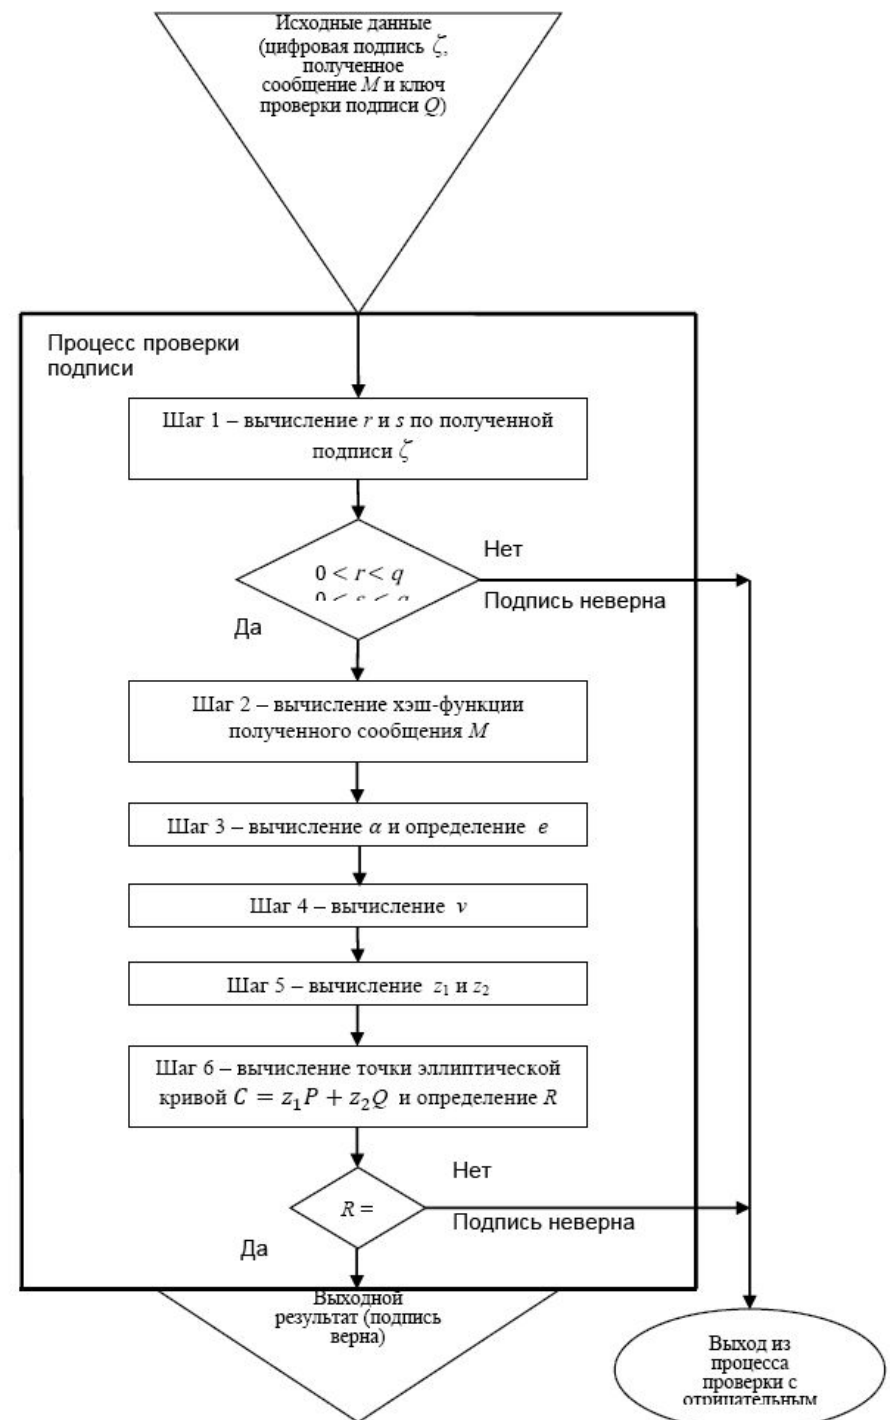 Исходные данные
(цифровая подпись ζ,
полученное
сообщение M и ключ
проверки подписи Q)
Процесс проверки
подписи
Шаг 1 – вычисление r и s по полученной
подписи ζ
0 < r < q
0 < s < q
Нет
Подпись неверна
Да
Шаг 2 – вычисление хэш-функции
полученного сообщения M
Шаг 3 – вычисление α и определение e
Шаг 4 – вычисление v
Шаг 5 – вычисление z₁ и z₂
Шаг 6 – вычисление точки эллиптической
кривой C = z₁P + z₂Q и определение R
R =
Нет
Подпись неверна
Да
Выходной
результат (подпись
верна)
Выход из
процесса
проверки с
отрицательным